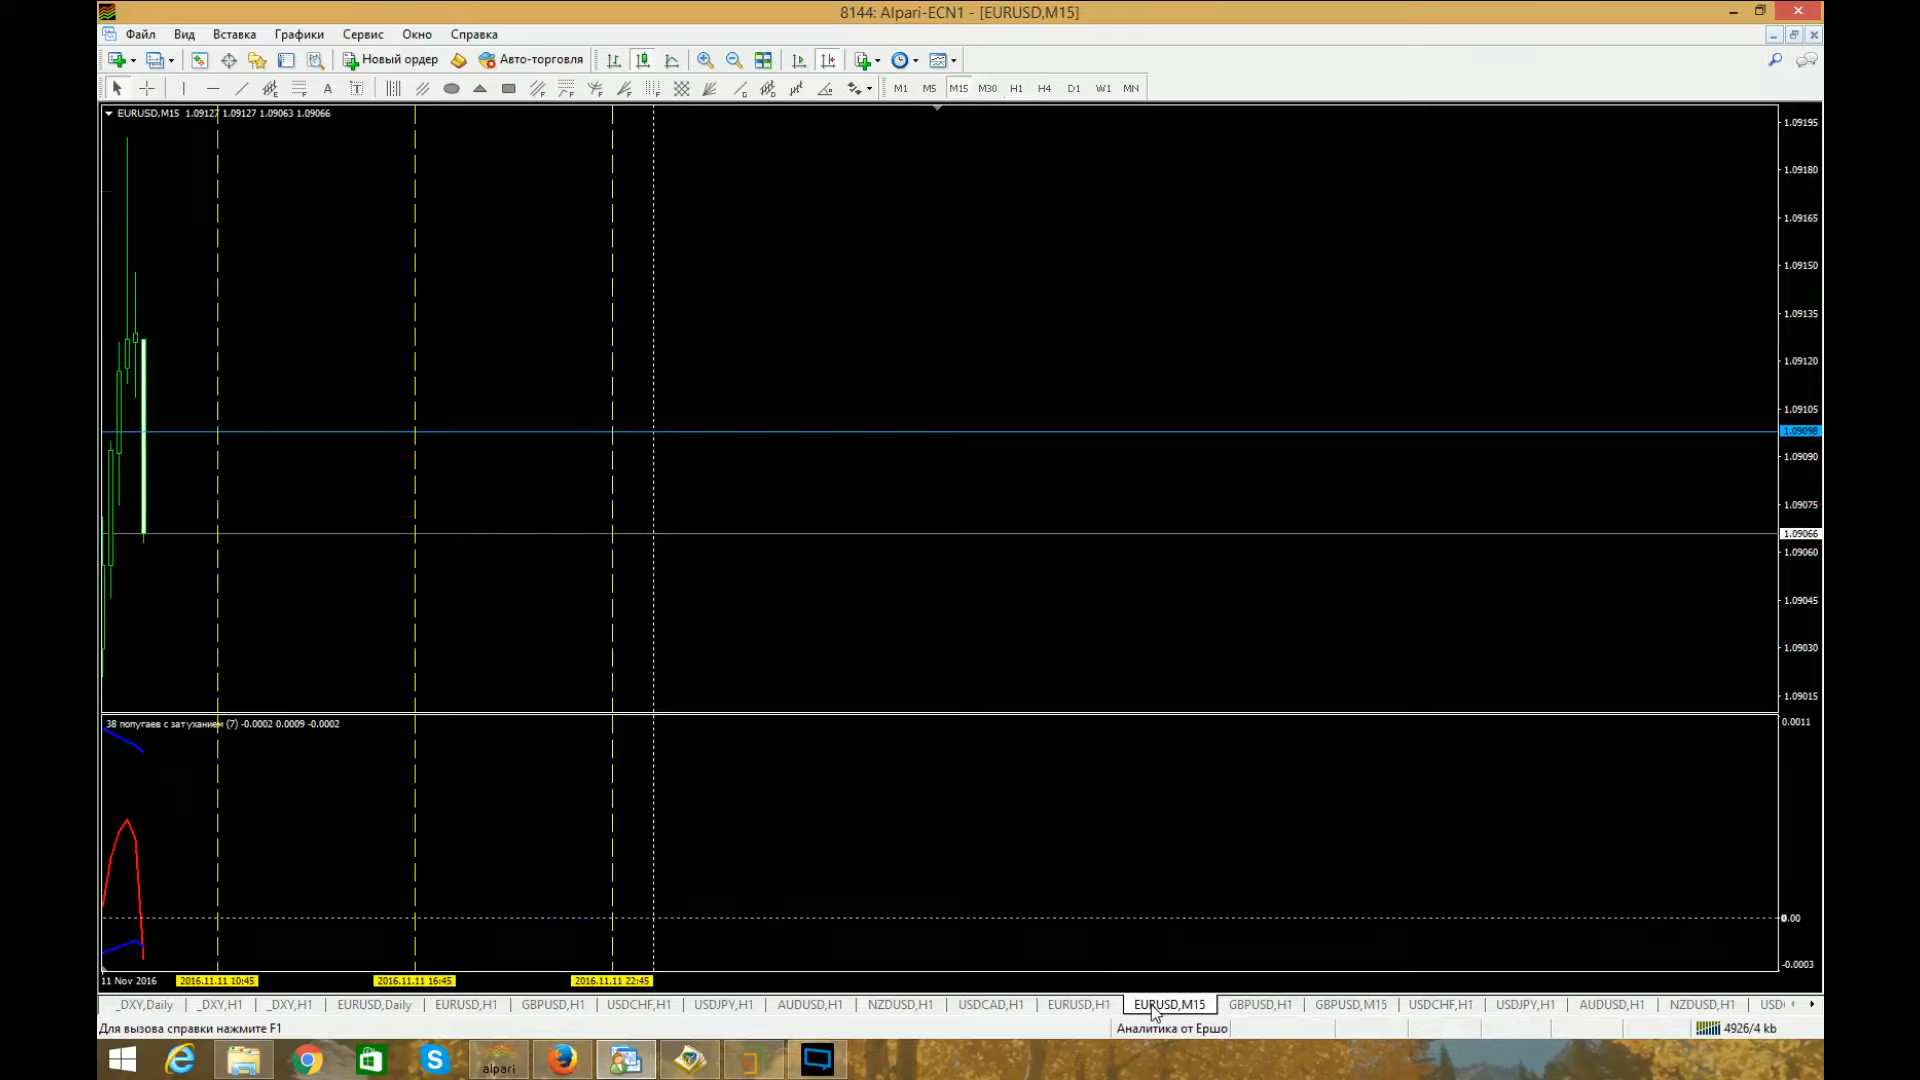 8144: Alpari-ECN1 - [EURUSD,M15]
Файл Вид Вставка Графики Сервис Окно Справка
Новый ордер Авто-торговля
A T M1 M5 M15 M30 H1 H4 D1 W1 MN
EURUSD,M15 1.09127 1.09127 1.09063 1.09066
1.09195
1.09180
1.09165
1.09150
1.09135
1.09120
1.09105
1.09098
1.09090
1.09075
1.09066
1.09060
1.09045
1.09030
1.09015
38 попугаев с затуханием (7) -0.0002 0.0009 -0.0002
0.0011
0.00
-0.0003
11 Nov 2016 2016.11.11 10:45 2016.11.11 16:45 2016.11.11 22:45
_DXY,Daily _DXY,H1 _DXY,H1 EURUSD,Daily EURUSD,H1 GBPUSD,H1 USDCHF,H1 USDJPY,H1 AUDUSD,H1 NZDUSD,H1 USDCAD,H1 EURUSD,H1 EURUSD,M15 GBPUSD,H1 GBPUSD,M15 USDCHF,H1 USDJPY,H1 AUDUSD,H1 NZDUSD,H1
Для вызова справки нажмите F1 Аналитика от Ершо 4926/4 kb
alpari